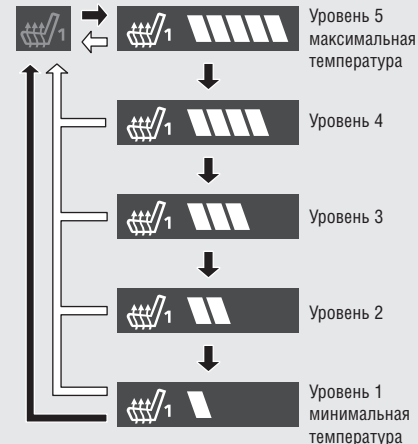 1
1
Уровень 5
максимальная
температура
1
Уровень 4
1
Уровень 3
1
Уровень 2
1
Уровень 1
минимальная
температура